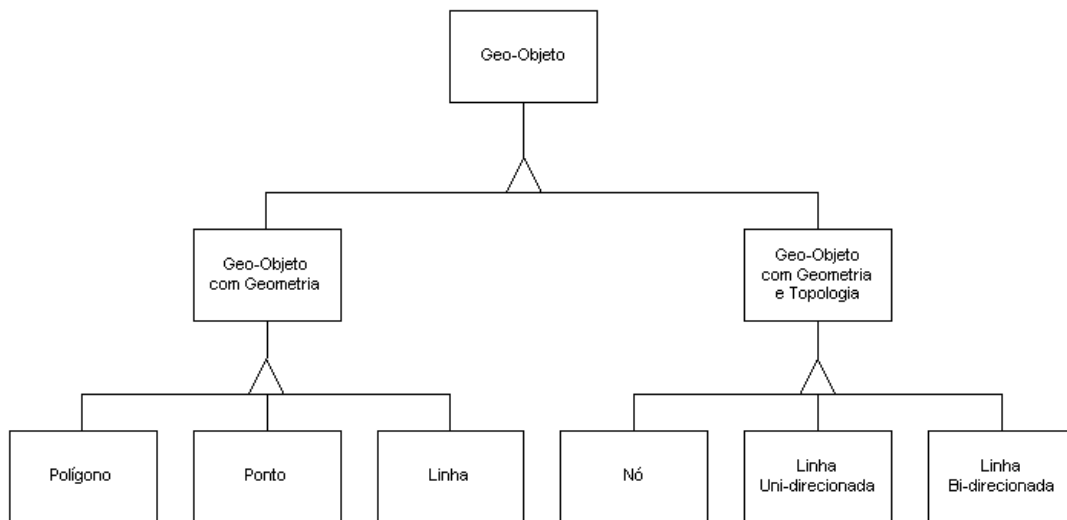 Geo-Objeto
Geo-Objeto
com Geometria
Geo-Objeto
com Geometria
e Topologia
Polígono
Ponto
Linha
Nó
Linha
Uni-direcionada
Linha
Bi-direcionada